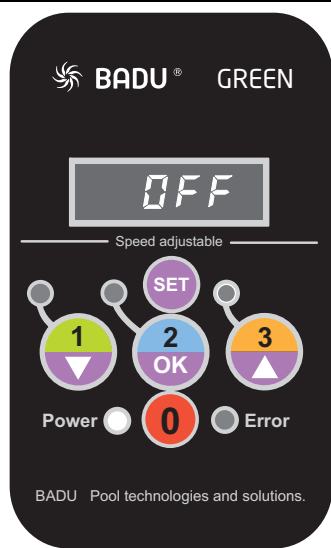 BADU® GREEN
OFF
Speed adjustable
SET
1 2 3
OK
Power 0 Error
BADU Pool technologies and solutions.